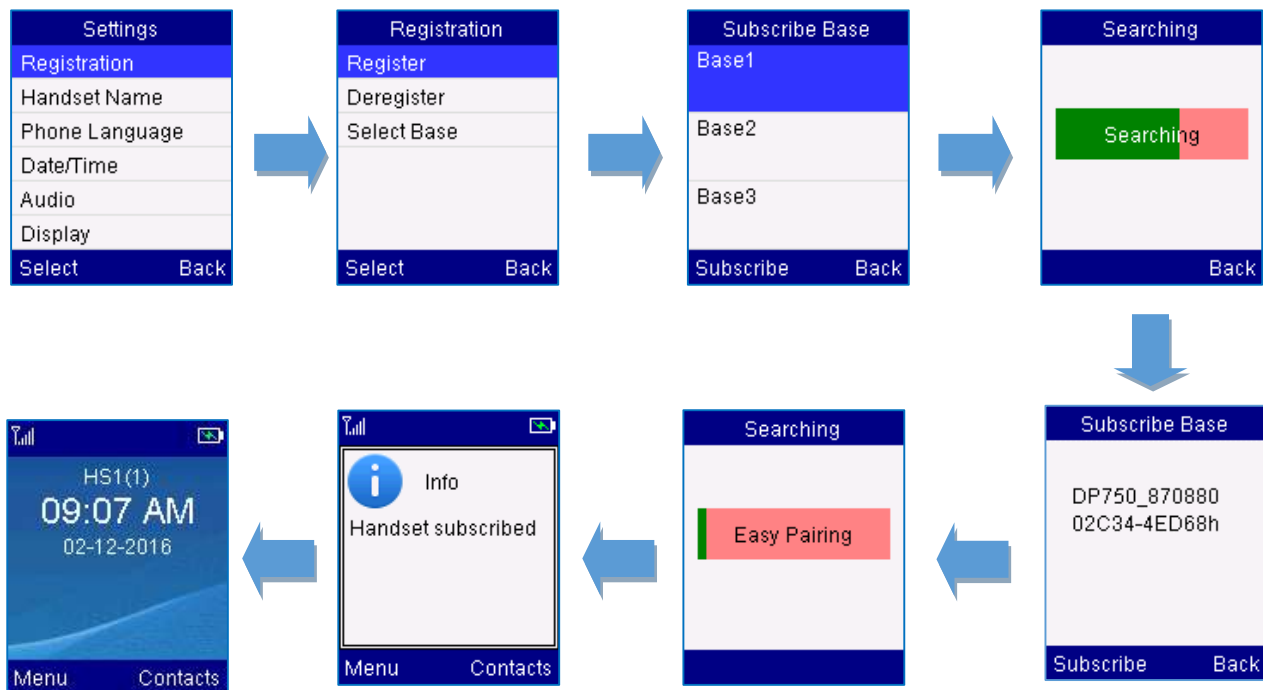 Settings
Registration
Handset Name
Phone Language
Date/Time
Audio
Display
Select Back
Registration
Register
Deregister
Select Base
Select Back
Subscribe Base
Base1
Base2
Base3
Subscribe Back
Searching
Searching
Back
Subscribe Base
DP750_870880
02C34-4ED68h
Subscribe Back
Searching
Easy Pairing
Info
Handset subscribed
Menu Contacts
HS1(1)
09:07 AM
02-12-2016
Menu Contacts